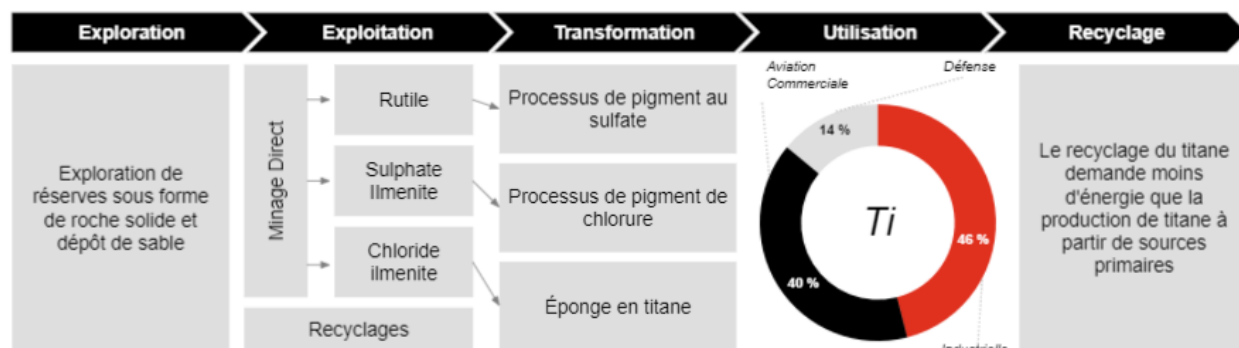 Exploration
Exploitation
Transformation
Utilisation
Recyclage
Exploration de
réserves sous forme
de roche solide et
dépôt de sable
Minage Direct
Rutile
Sulphate
Ilmenite
Chloride
ilmenite
Recyclages
Processus de pigment au
sulfate
Processus de pigment de
chlorure
Éponge en titane
Aviation
Commerciale
Défense
14 %
Ti
46 %
40 %
Industrielle
Le recyclage du titane
demande moins
d'énergie que la
production de titane à
partir de sources
primaires